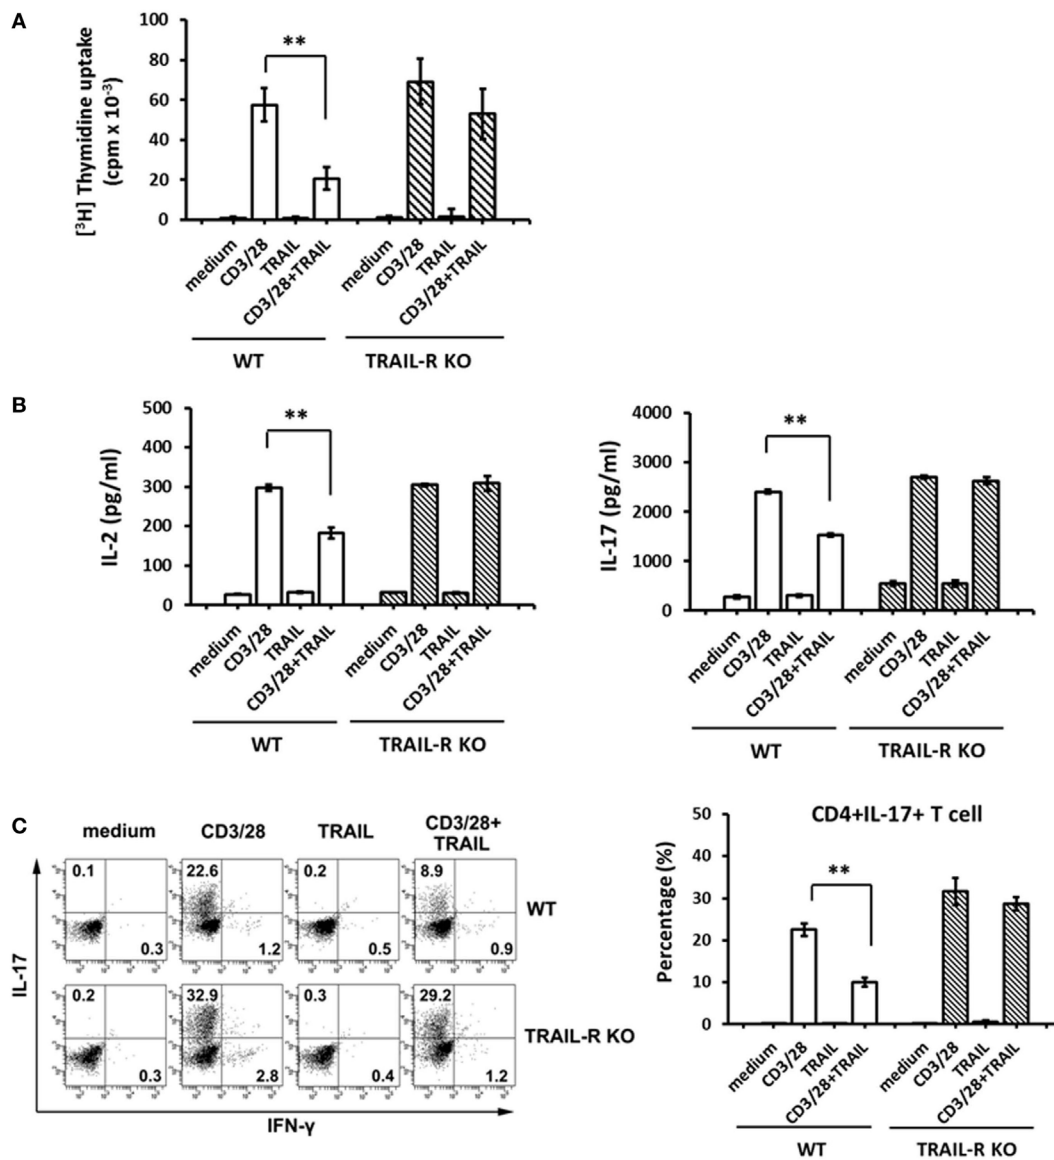 A
[³H] Thymidine uptake
(cpm x 10⁻³)
100
80
60
40
20
0
**
medium
CD3/28
TRAIL
CD3/28+TRAIL
medium
CD3/28
TRAIL
CD3/28+TRAIL
WT
TRAIL-R KO
B
IL-2 (pg/ml)
500
400
300
200
100
0
**
medium
CD3/28
TRAIL
CD3/28+TRAIL
medium
CD3/28
TRAIL
CD3/28+TRAIL
WT
TRAIL-R KO
IL-17 (pg/ml)
4000
3000
2000
1000
0
**
medium
CD3/28
TRAIL
CD3/28+TRAIL
medium
CD3/28
TRAIL
CD3/28+TRAIL
WT
TRAIL-R KO
C
medium
CD3/28
TRAIL
CD3/28+
TRAIL
0.1
0.3
22.6
1.2
0.2
0.5
8.9
0.9
WT
0.2
0.3
32.9
2.8
0.3
0.4
29.2
1.2
TRAIL-R KO
IL-17
IFN-γ
CD4+IL-17+ T cell
Percentage (%)
50
40
30
20
10
0
**
medium
CD3/28
TRAIL
CD3/28+TRAIL
medium
CD3/28
TRAIL
CD3/28+TRAIL
WT
TRAIL-R KO